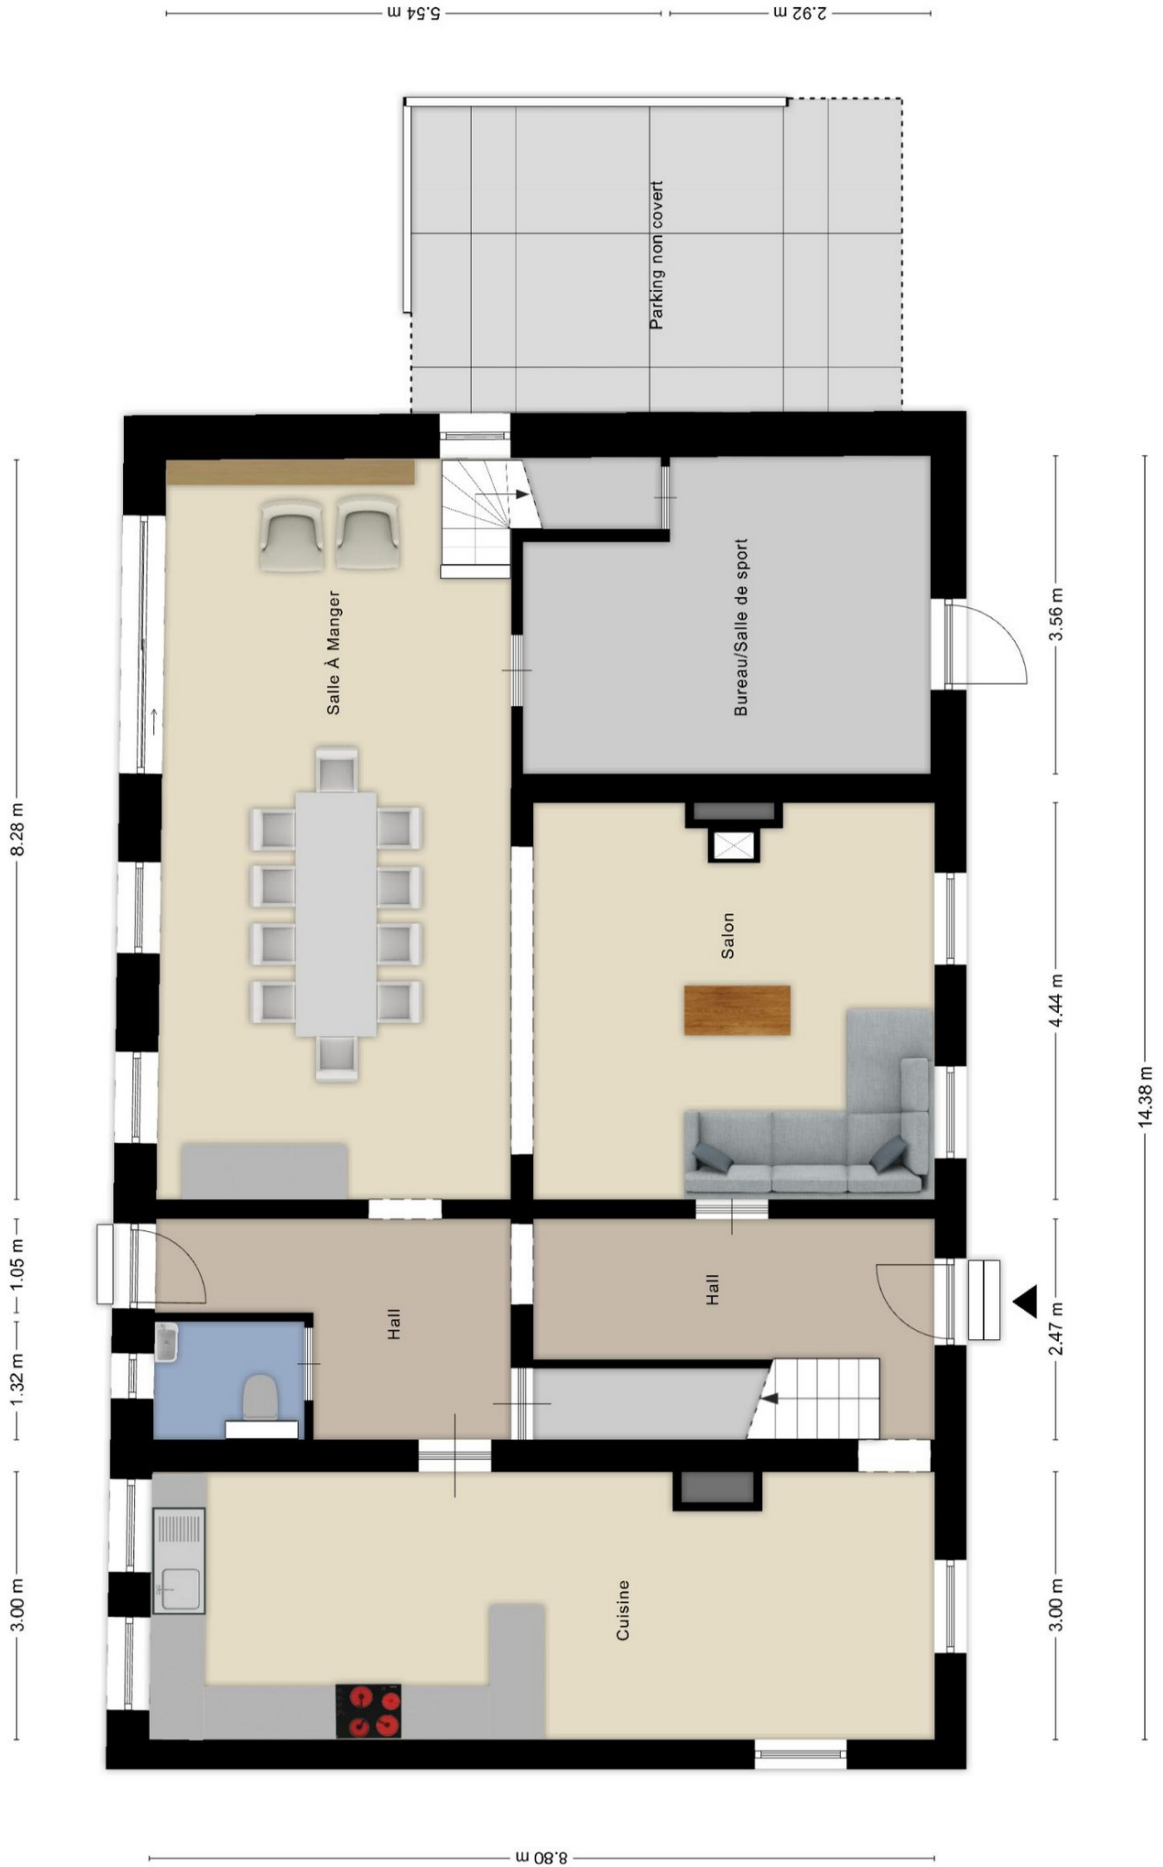 5.54 m
2.92 m
Parking non covert
Salle À Manger
Bureau/Salle de sport
3.56 m
8.28 m
Salon
4.44 m
14.38 m
1.05 m
Hall
Hall
2.47 m
1.32 m
3.00 m
Cuisine
3.00 m
8.80 m